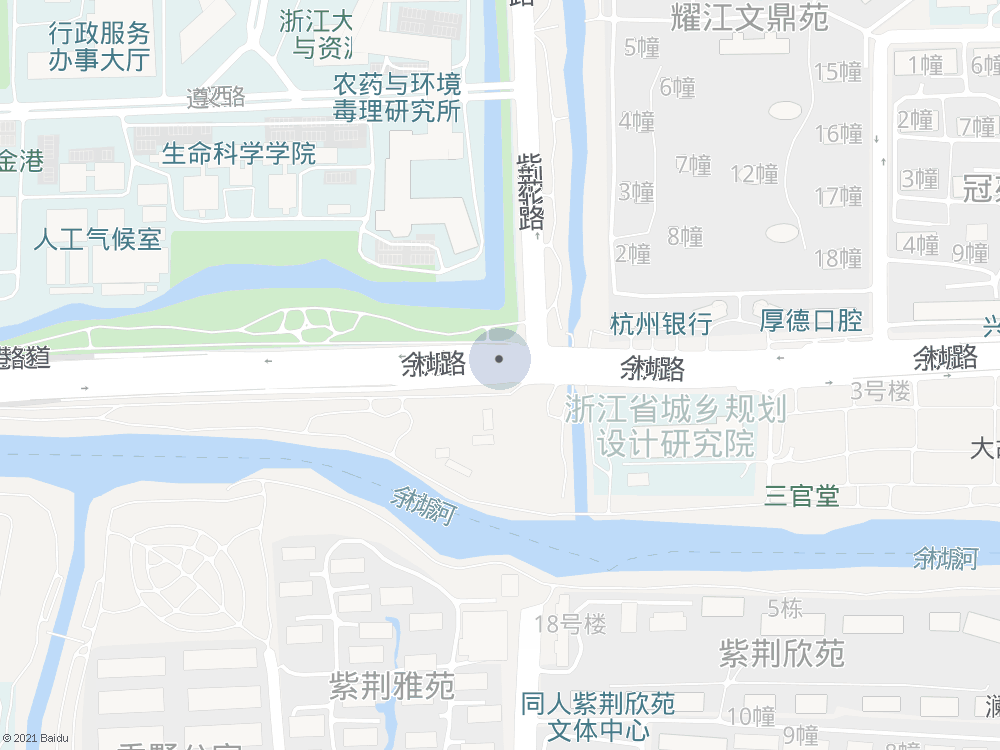 路
行政服务
办事大厅
浙江大
与资源
耀江文鼎苑
5幢
1幢
6幢
15幢
农药与环境
毒理研究所
遵义西路
6幢
4幢
2幢
7幢
16幢
生命科学学院
金港
紫荆花路
7幢
12幢
3幢
3幢
17幢
冠苑
人工气候室
8幢
2幢
4幢
9幢
18幢
杭州银行
厚德口腔
兴
余杭塘路
余杭塘路
余杭塘路
3号楼
浙江省城乡规划
设计研究院
三官堂
余杭塘河
余杭塘河
5栋
18号楼
紫荆欣苑
紫荆雅苑
同人紫荆欣苑
文体中心
10幢
9幢
8幢
澜
© 2021 Baidu